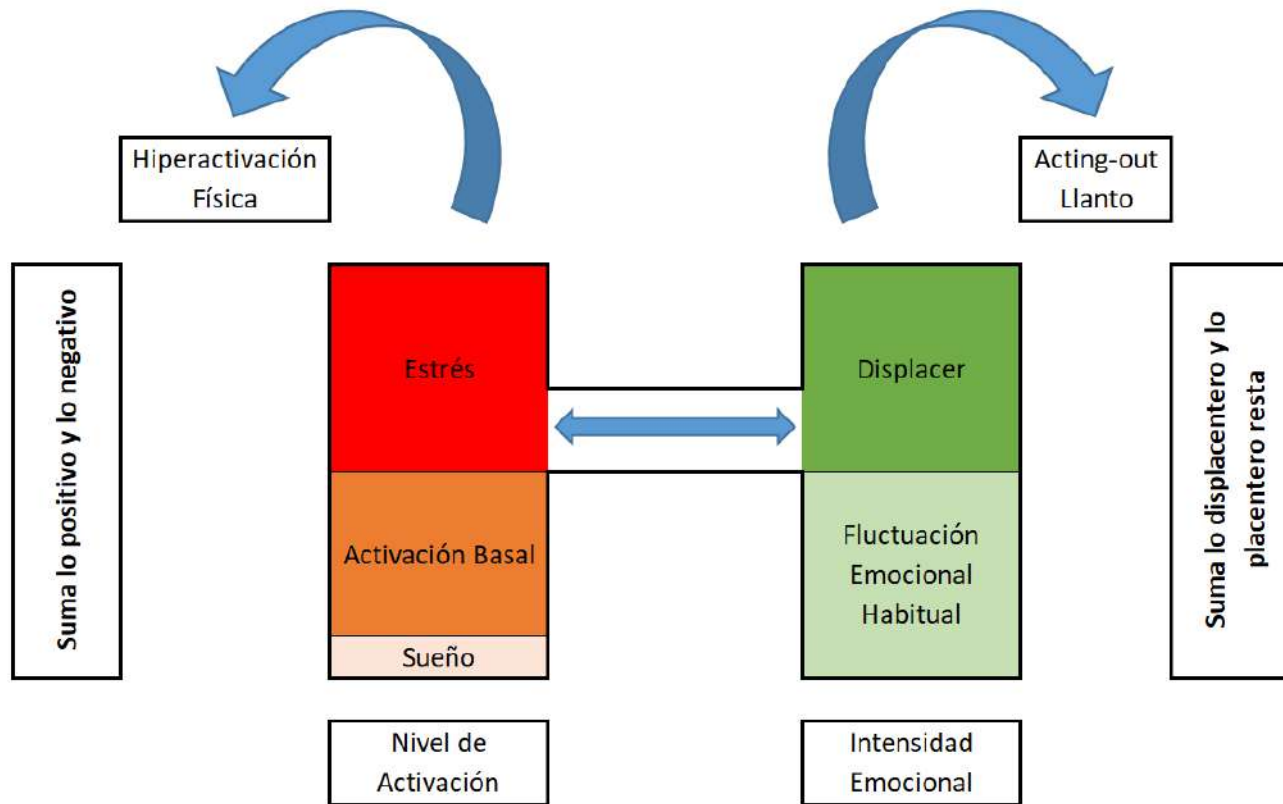 Hiperactivación
Física
Acting-out
Llanto
Suma lo positivo y lo negativo
Estrés
Activación Basal
Sueño
Displacer
Fluctuación
Emocional
Habitual
Suma lo displacentero y lo
placentero resta
Nivel de
Activación
Intensidad
Emocional